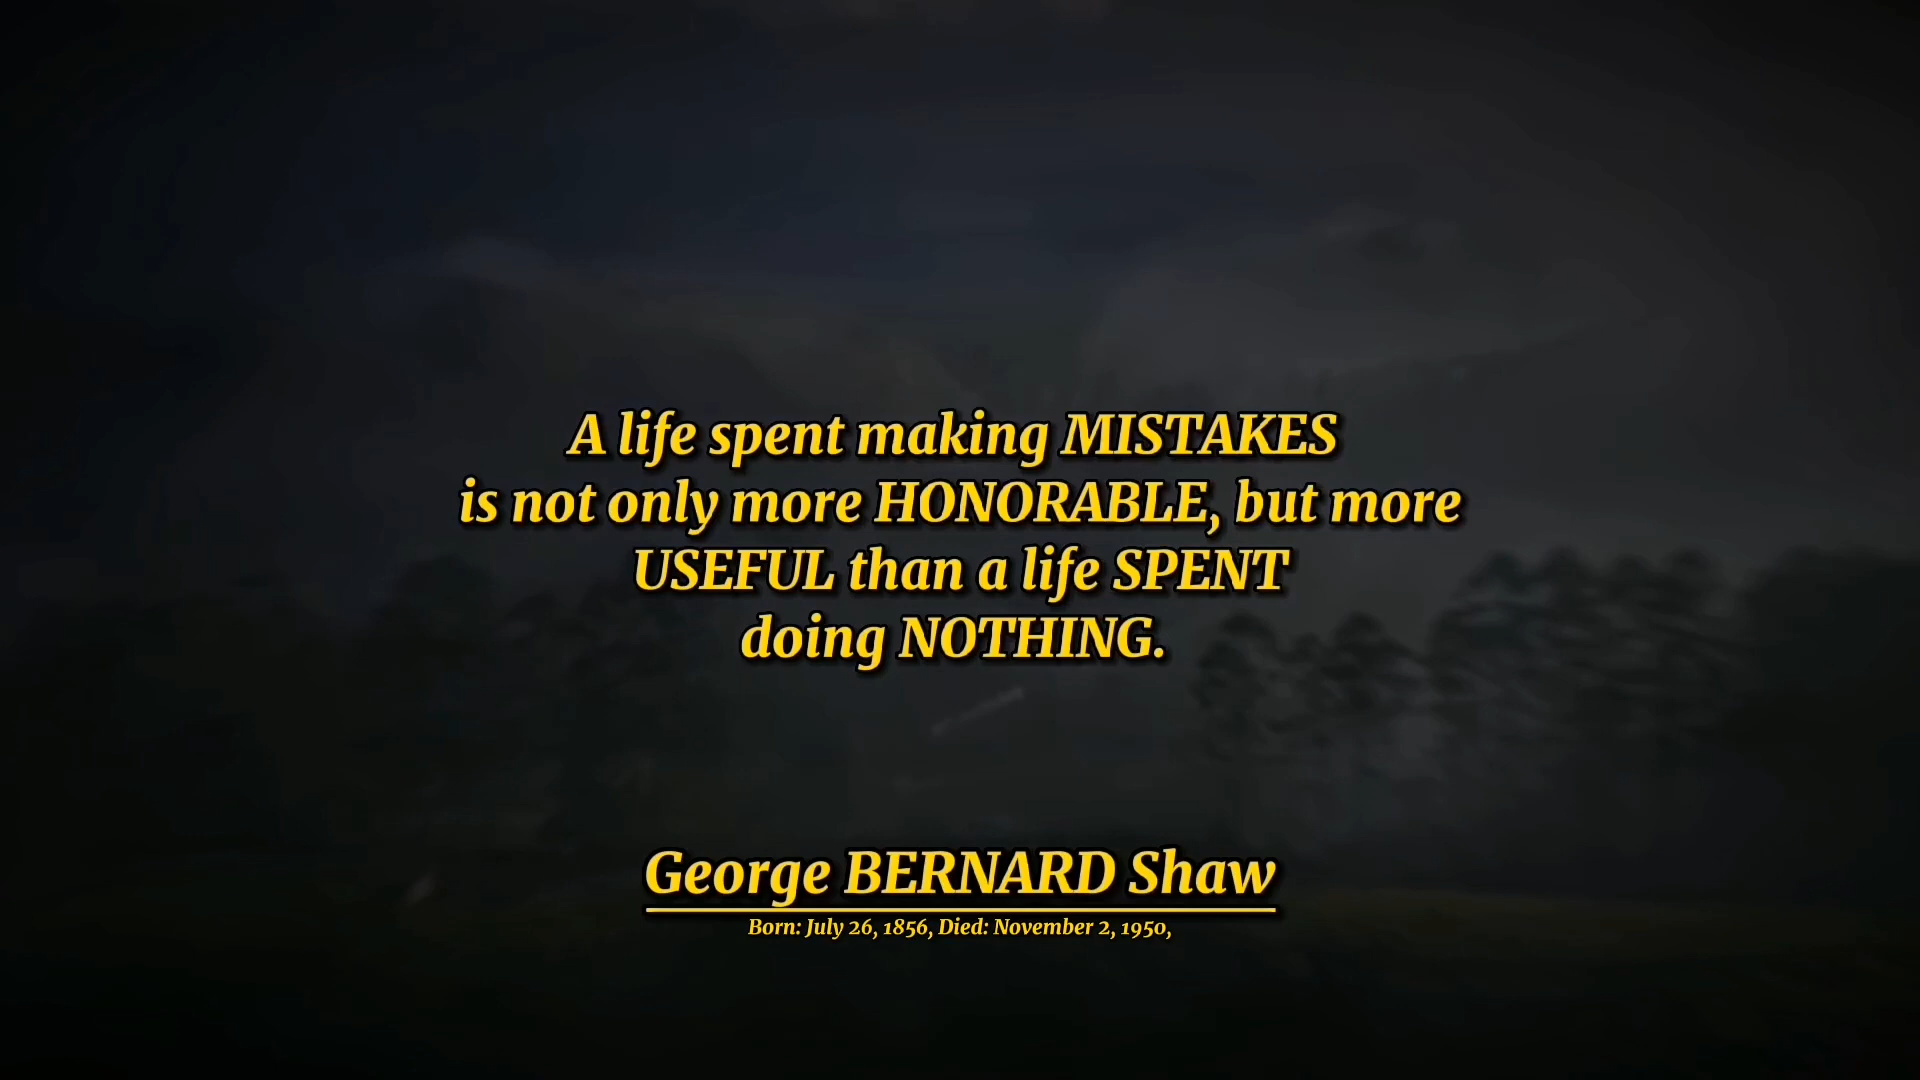 A life spent making MISTAKES
is not only more HONORABLE, but more
USEFUL than a life SPENT
doing NOTHING.
George BERNARD Shaw
Born: July 26, 1856, Died: November 2, 1950,